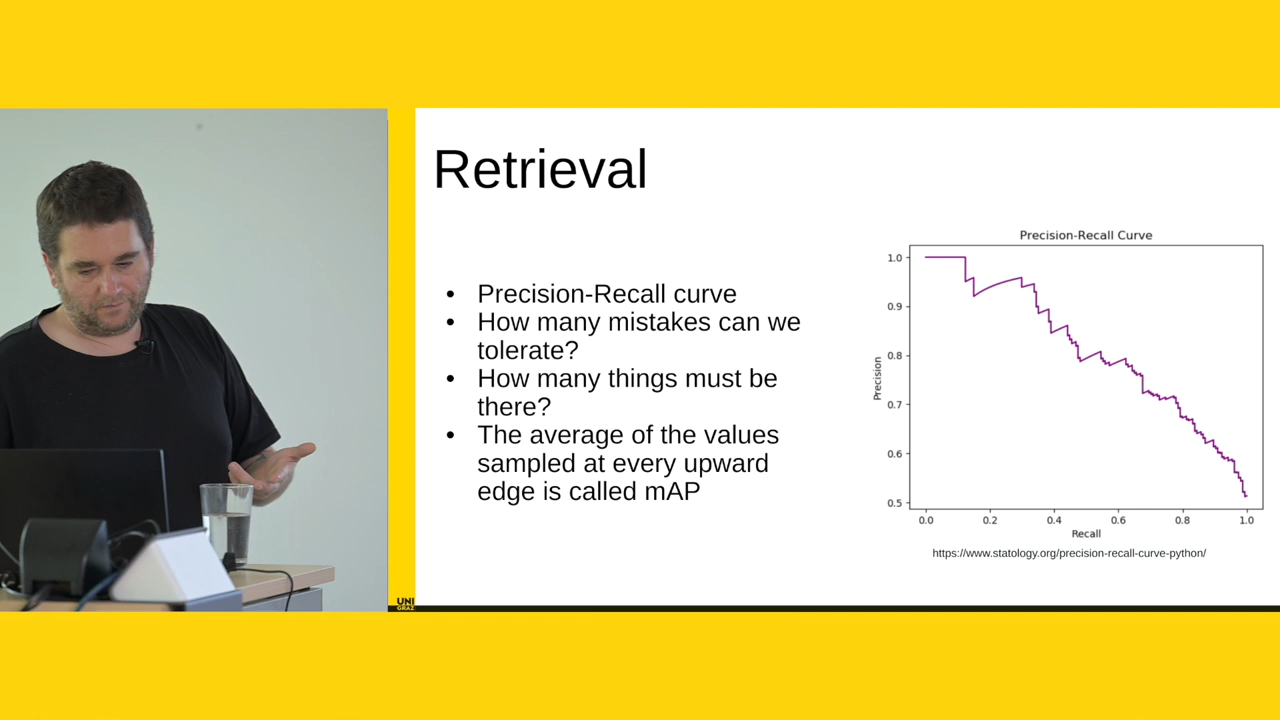 Retrieval
• Precision-Recall curve
• How many mistakes can we
tolerate?
• How many things must be
there?
• The average of the values
sampled at every upward
edge is called mAP
Precision-Recall Curve
1.0
0.9
0.8
0.7
0.6
0.5
Precision
0.0 0.2 0.4 0.6 0.8 1.0
Recall
https://www.statology.org/precision-recall-curve-python/
UNI
GRAZ